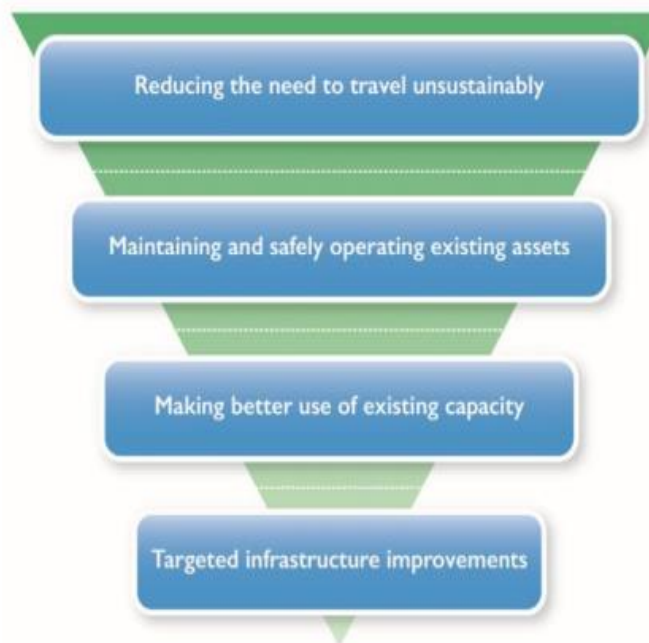 Reducing the need to travel unsustainably
Maintaining and safely operating existing assets
Making better use of existing capacity
Targeted infrastructure improvements